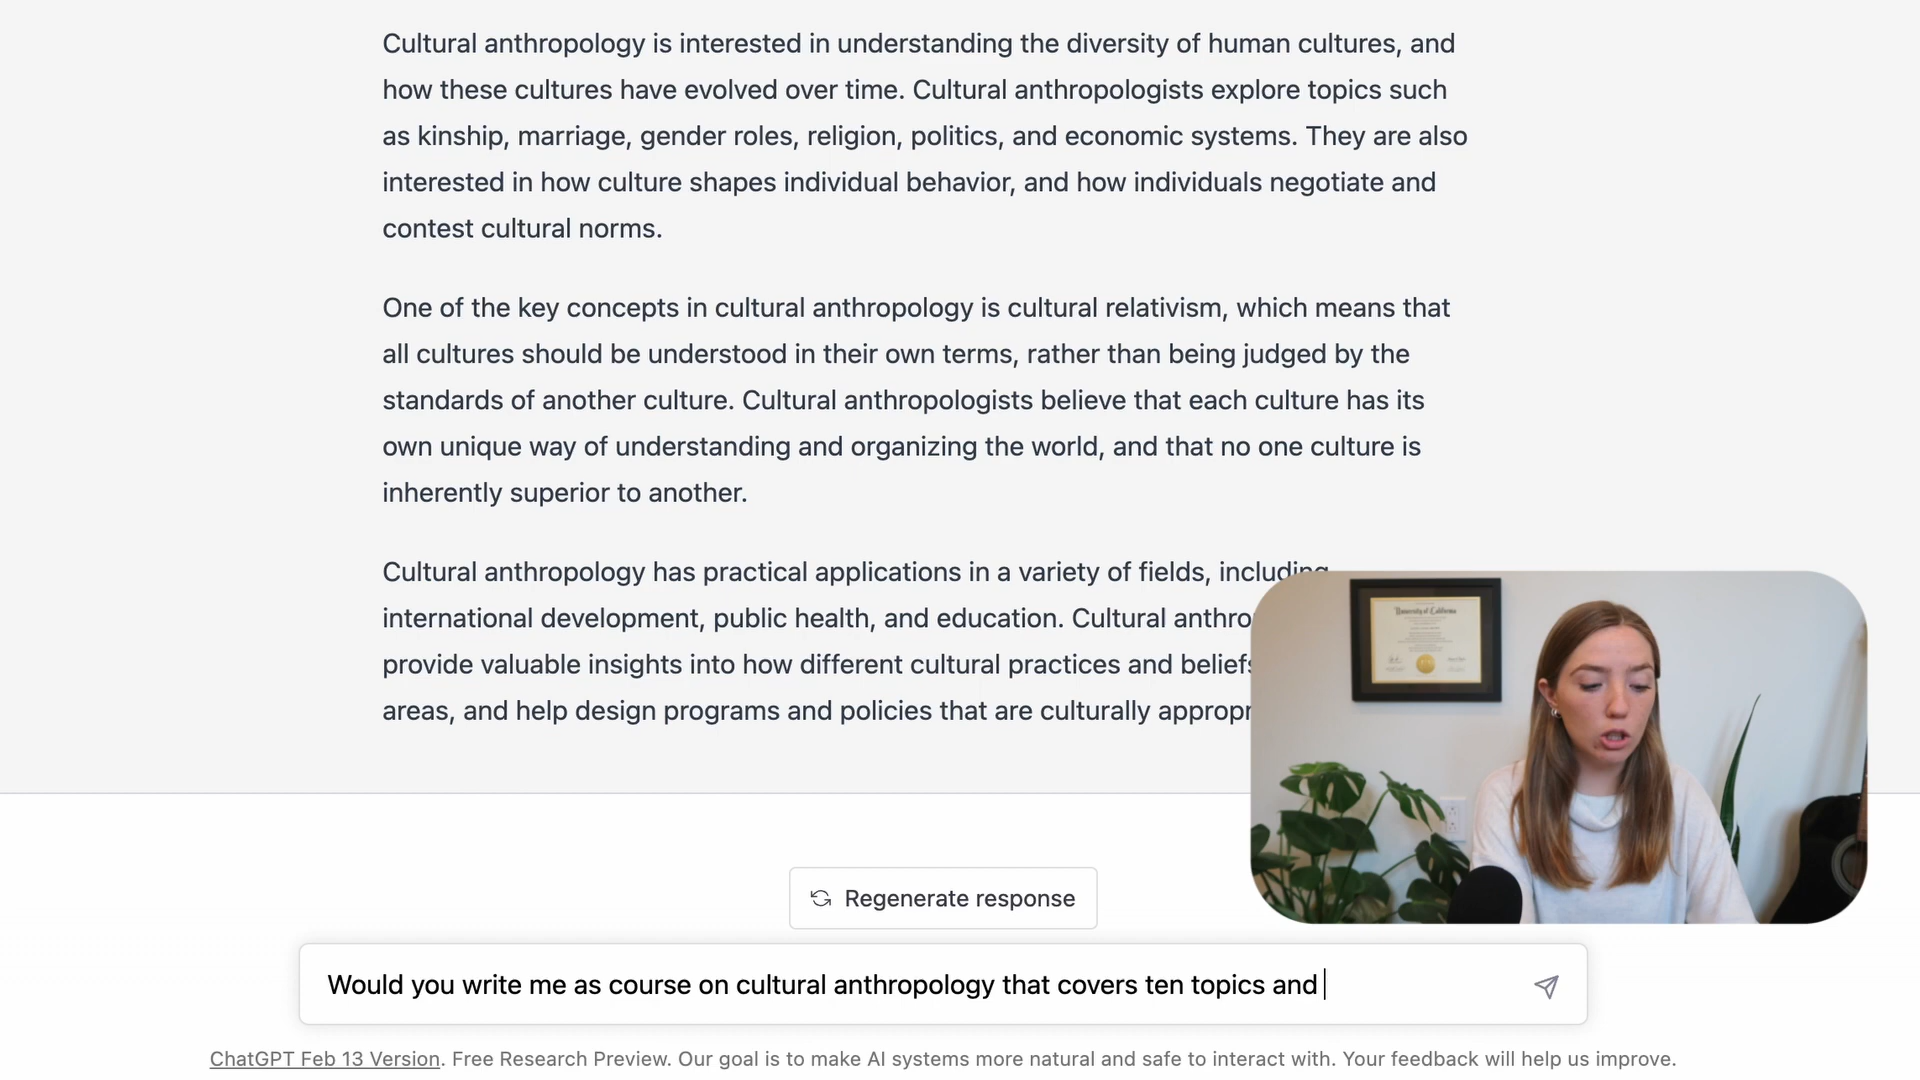 Cultural anthropology is interested in understanding the diversity of human cultures, and
how these cultures have evolved over time. Cultural anthropologists explore topics such
as kinship, marriage, gender roles, religion, politics, and economic systems. They are also
interested in how culture shapes individual behavior, and how individuals negotiate and
contest cultural norms.
One of the key concepts in cultural anthropology is cultural relativism, which means that
all cultures should be understood in their own terms, rather than being judged by the
standards of another culture. Cultural anthropologists believe that each culture has its
own unique way of understanding and organizing the world, and that no one culture is
inherently superior to another.
Cultural anthropology has practical applications in a variety of fields, including
international development, public health, and education. Cultural anthro
provide valuable insights into how different cultural practices and beliefs
areas, and help design programs and policies that are culturally appropr
University of California
Regenerate response
Would you write me as course on cultural anthropology that covers ten topics and
ChatGPT Feb 13 Version. Free Research Preview. Our goal is to make AI systems more natural and safe to interact with. Your feedback will help us improve.